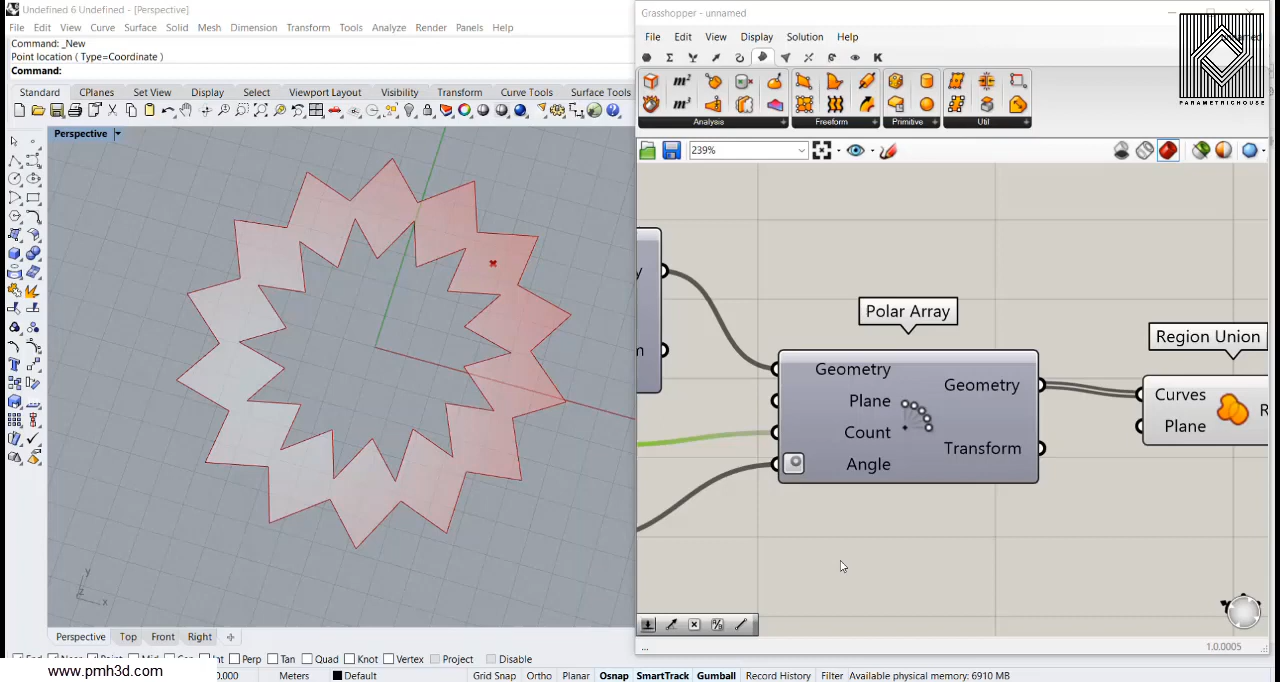 Undefined 6 Undefined - [Perspective]
File Edit View Curve Surface Solid Mesh Dimension Transform Tools Analyze Render Panels Help
Command: _New
Point location ( Type=Coordinate )
Command:
Standard CPlanes Set View Display Select Viewport Layout Visibility Transform Curve Tools Surface Tools
Perspective
y
z
x
Perspective Top Front Right
Perp Tan Quad Knot Vertex Project Disable
www.pmh3d.com
0.000 Meters Default Grid Snap Ortho Planar Osnap SmartTrack Gumball Record History Filter Available physical memory: 6910 MB
Grasshopper - unnamed
File Edit View Display Solution Help
K
m²
m³
Analysis Freeform Primitive Util
239%
PARAMETRICHOUSE
y
m
Polar Array
Geometry
Plane
Count
Angle
Geometry
Transform
Region Union
Curves
Plane
R
...
1.0.0005